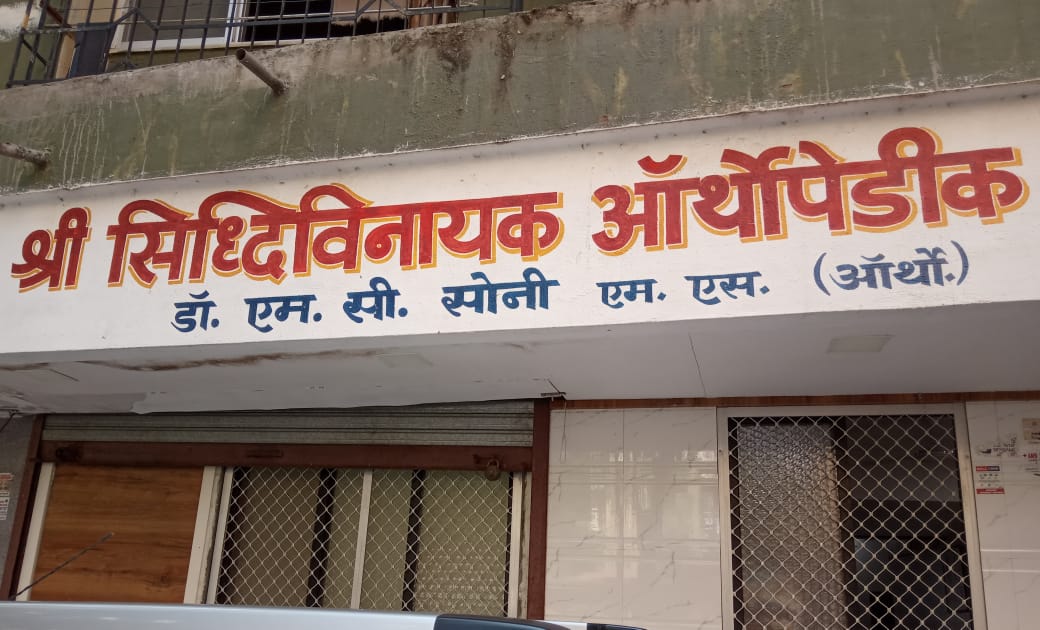 श्री सिध्दिविनायक ऑर्थोपेडीक
डॉ. एम. सी. सोनी एम. एस. (ऑर्थो.)